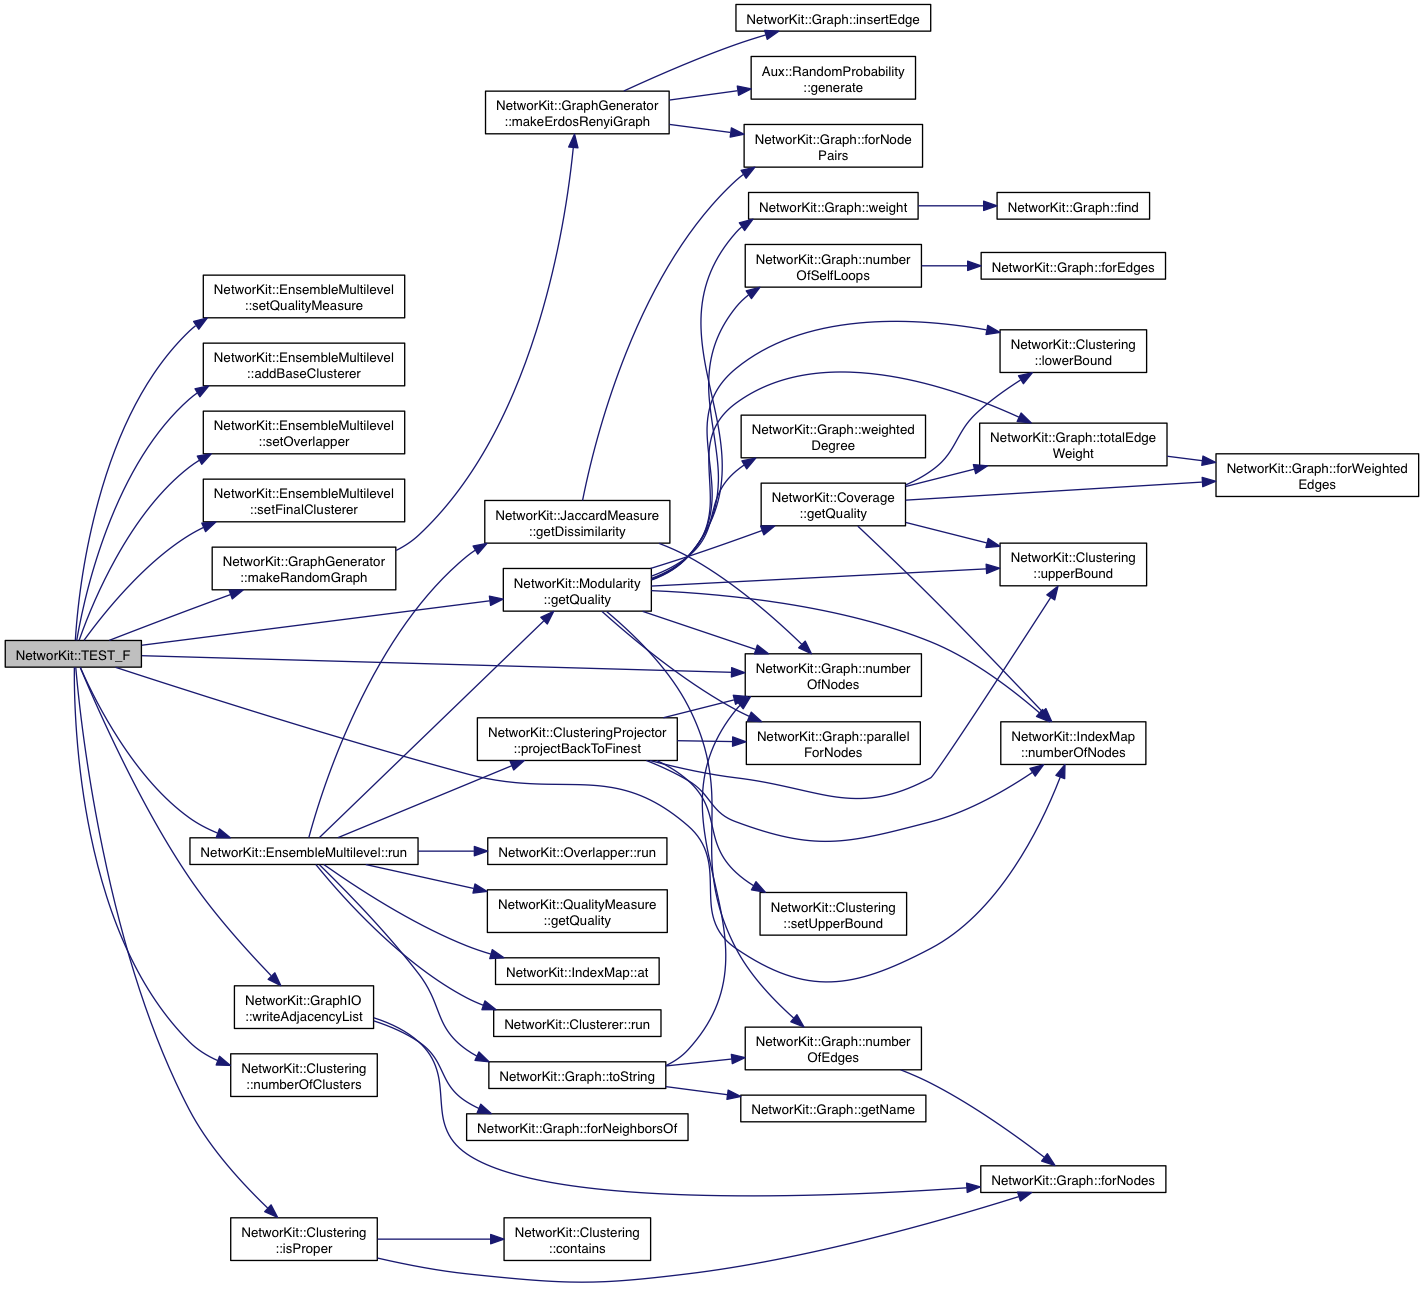 NetworKit::TEST_F
NetworKit::EnsembleMultilevel
::setQualityMeasure
NetworKit::EnsembleMultilevel
::addBaseClusterer
NetworKit::EnsembleMultilevel
::setOverlapper
NetworKit::EnsembleMultilevel
::setFinalClusterer
NetworKit::GraphGenerator
::makeRandomGraph
NetworKit::EnsembleMultilevel::run
NetworKit::GraphIO
::writeAdjacencyList
NetworKit::Clustering
::numberOfClusters
NetworKit::Clustering
::isProper
NetworKit::GraphGenerator
::makeErdosRenyiGraph
NetworKit::JaccardMeasure
::getDissimilarity
NetworKit::Modularity
::getQuality
NetworKit::ClusteringProjector
::projectBackToFinest
NetworKit::Overlapper::run
NetworKit::QualityMeasure
::getQuality
NetworKit::IndexMap::at
NetworKit::Clusterer::run
NetworKit::Graph::toString
NetworKit::Graph::forNeighborsOf
NetworKit::Clustering
::contains
NetworKit::Graph::insertEdge
Aux::RandomProbability
::generate
NetworKit::Graph::forNode
Pairs
NetworKit::Graph::weight
NetworKit::Graph::number
OfSelfLoops
NetworKit::Graph::weighted
Degree
NetworKit::Coverage
::getQuality
NetworKit::Graph::number
OfNodes
NetworKit::Graph::parallel
ForNodes
NetworKit::Clustering
::setUpperBound
NetworKit::Graph::number
OfEdges
NetworKit::Graph::getName
NetworKit::Graph::find
NetworKit::Graph::forEdges
NetworKit::Clustering
::lowerBound
NetworKit::Graph::totalEdge
Weight
NetworKit::Clustering
::upperBound
NetworKit::IndexMap
::numberOfNodes
NetworKit::Graph::forNodes
NetworKit::Graph::forWeighted
Edges